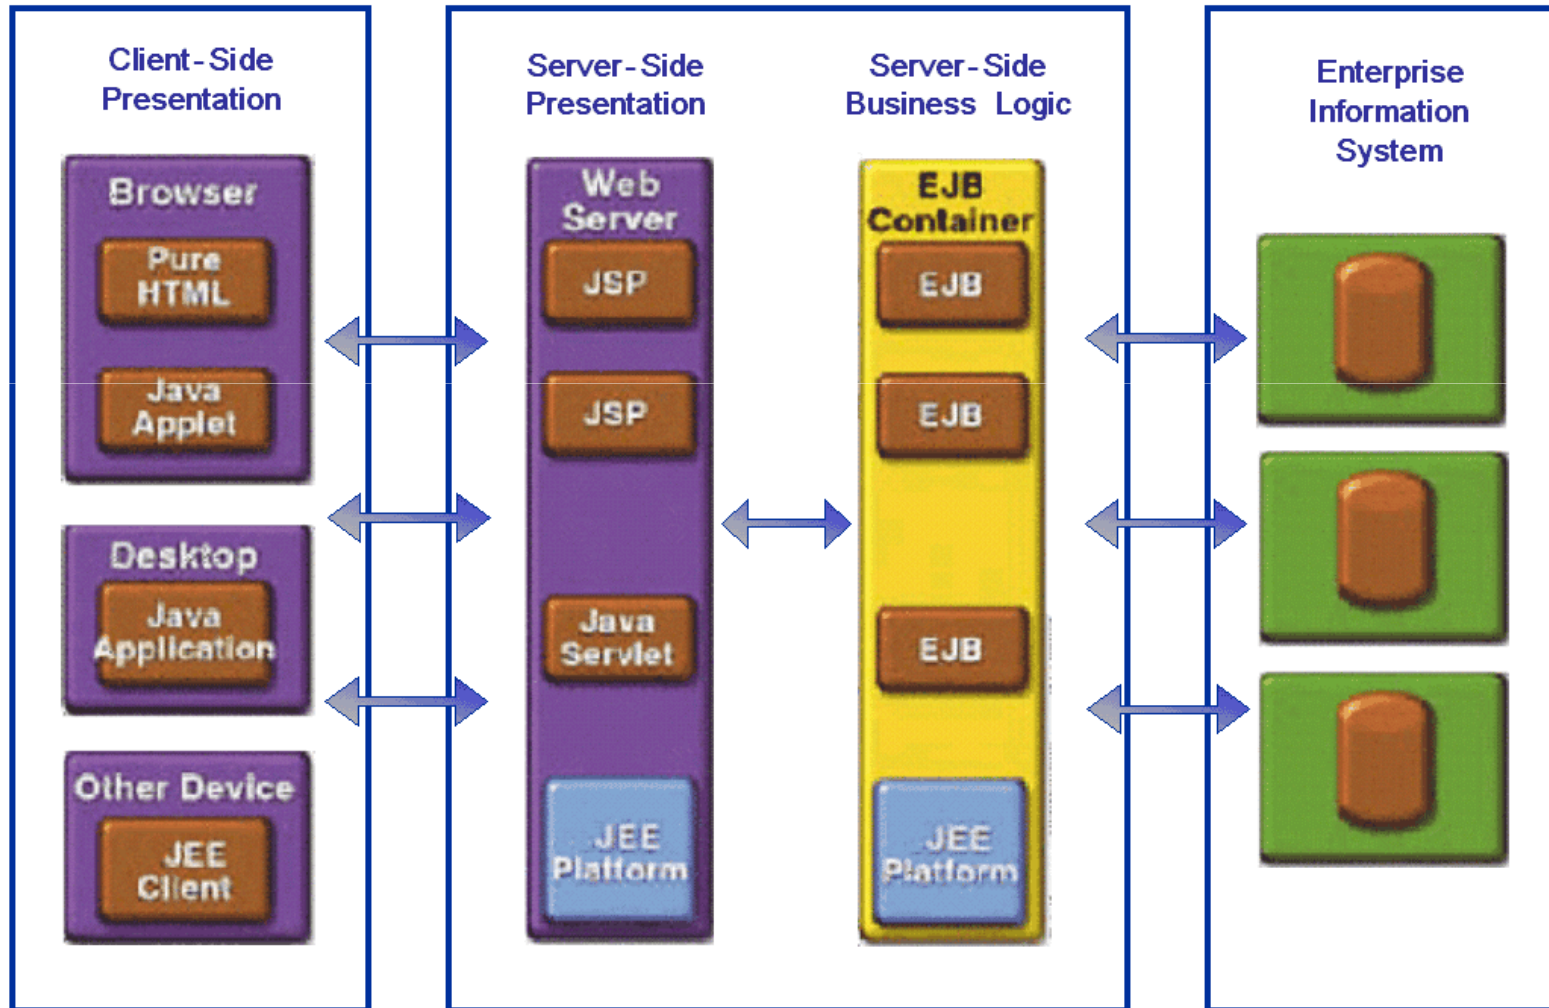 Client-Side
Presentation
Browser
Pure
HTML
Java
Applet
Desktop
Java
Application
Other Device
JEE
Client
Server-Side
Presentation
Web
Server
JSP
JSP
Java
Servlet
JEE
Platform
Server-Side
Business Logic
EJB
Container
EJB
EJB
EJB
JEE
Platform
Enterprise
Information
System